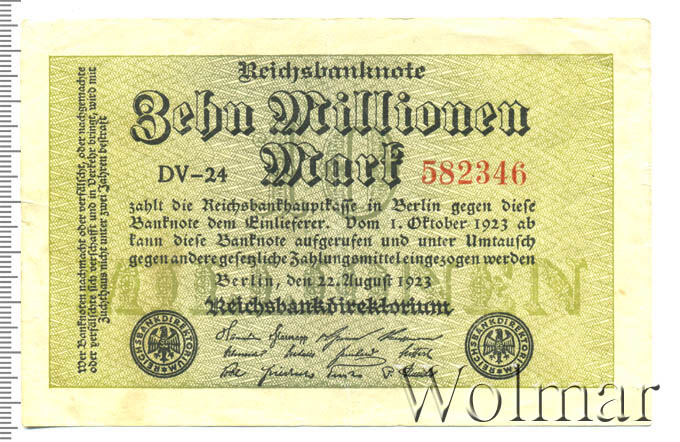 Reichsbanknote
Zehn Millionen
Mark
DV-24
582346
zahlt die Reichsbankhauptkasse in Berlin gegen diese
Banknote dem Einlieferer. Vom 1. Oktober 1923 ab
kann diese Banknote aufgerufen und unter Umtausch
gegen andere gesetzliche Zahlungsmittel eingezogen werden
Berlin, den 22. August 1923
Reichsbankdirektorium
REICHSBANKDIREKTORIUM
REICHSBANKDIREKTORIUM
Wer Banknoten nachmacht oder verfälscht, oder nachgemachte
oder verfälschte sich verschafft und in Verkehr bringt, wird mit
Zuchthaus nicht unter zwei Jahren bestraft
Wolmar